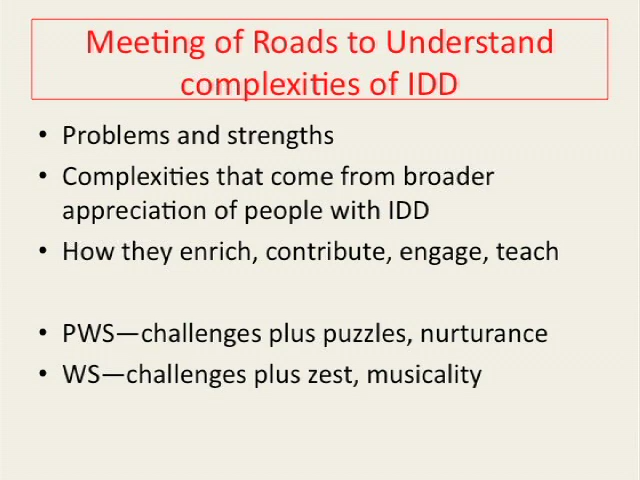 Meeting of Roads to Understand
complexities of IDD
• Problems and strengths
• Complexities that come from broader
appreciation of people with IDD
• How they enrich, contribute, engage, teach
• PWS—challenges plus puzzles, nurturance
• WS—challenges plus zest, musicality